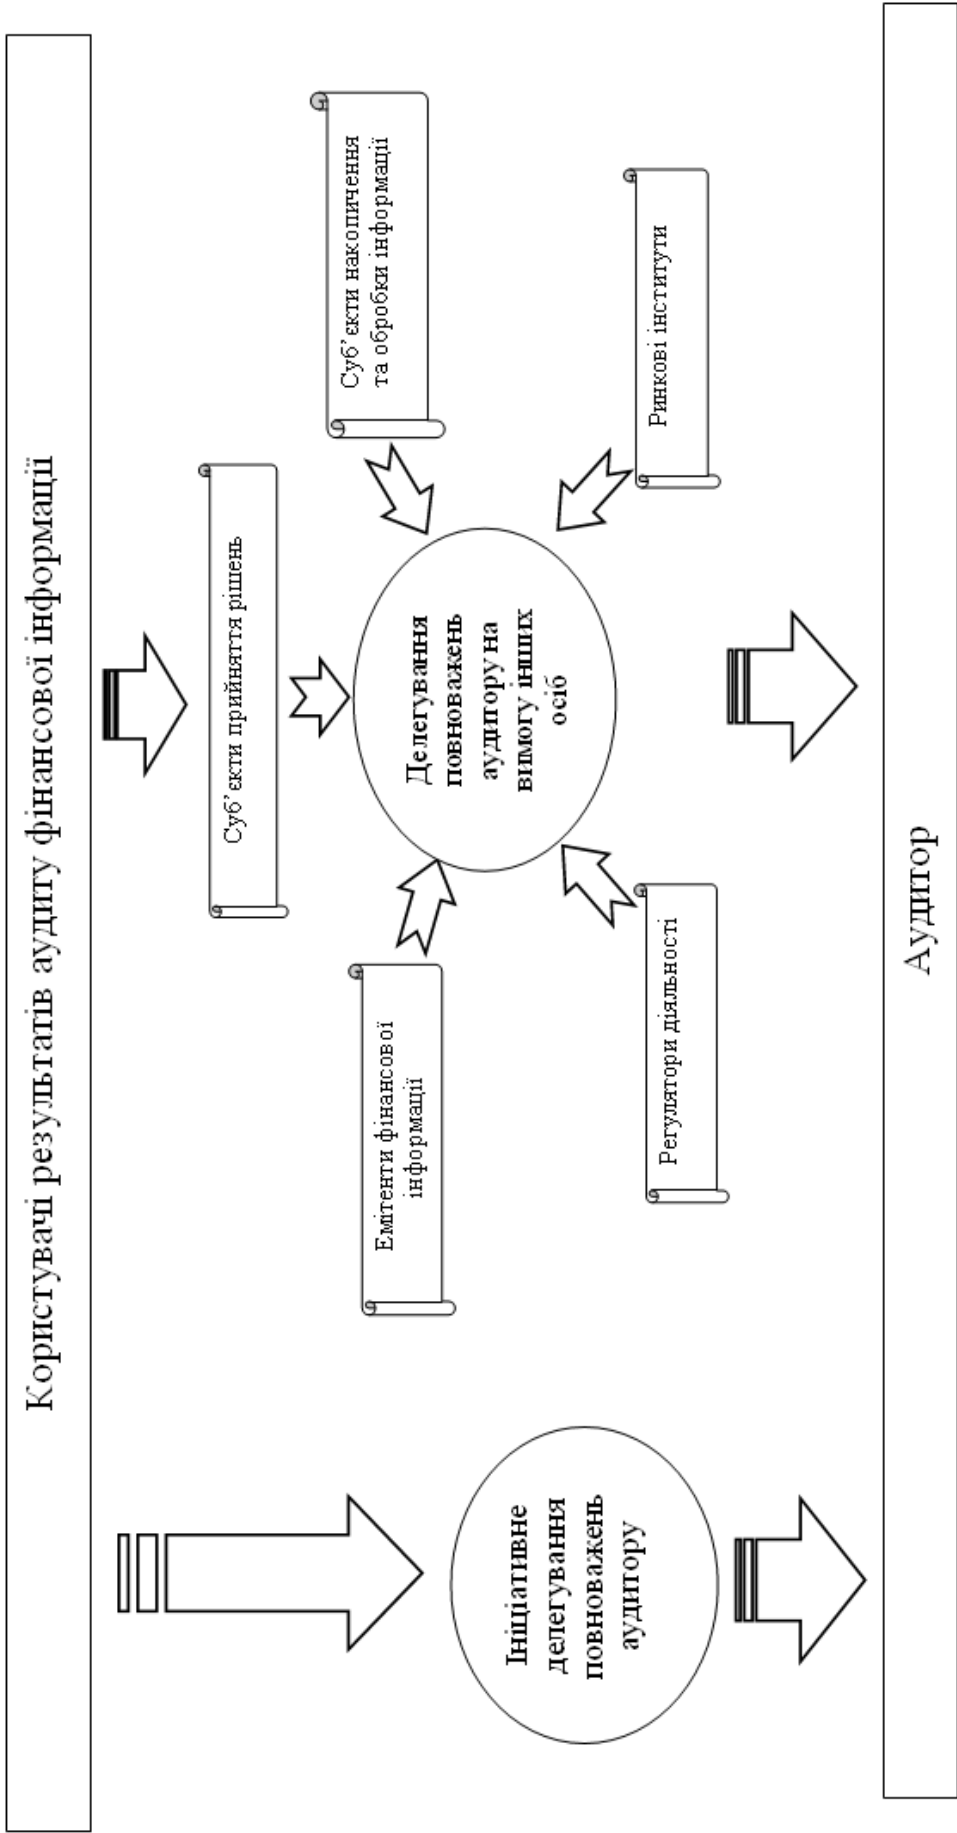 Користувачі результатів аудиту фінансової інформації
Суб’єкти прийняття рішень
Емітенти фінансової
інформації
Суб’єкти накопичення
та обробки інформації
Делегування
повноважень
аудитору на
вимогу інших
осіб
Ініціативне
делегування
повноважень
аудитору
Регулятори діяльності
Ринкові інститути
Аудитор